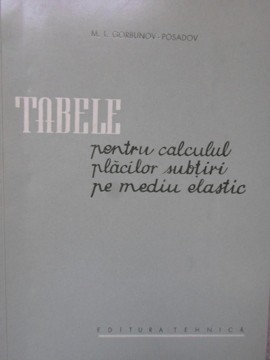 M. I. GORBUNOV-POSADOV
TABELE
pentru calculul
plăcilor subțiri
pe mediu elastic
EDITURA TEHNICA